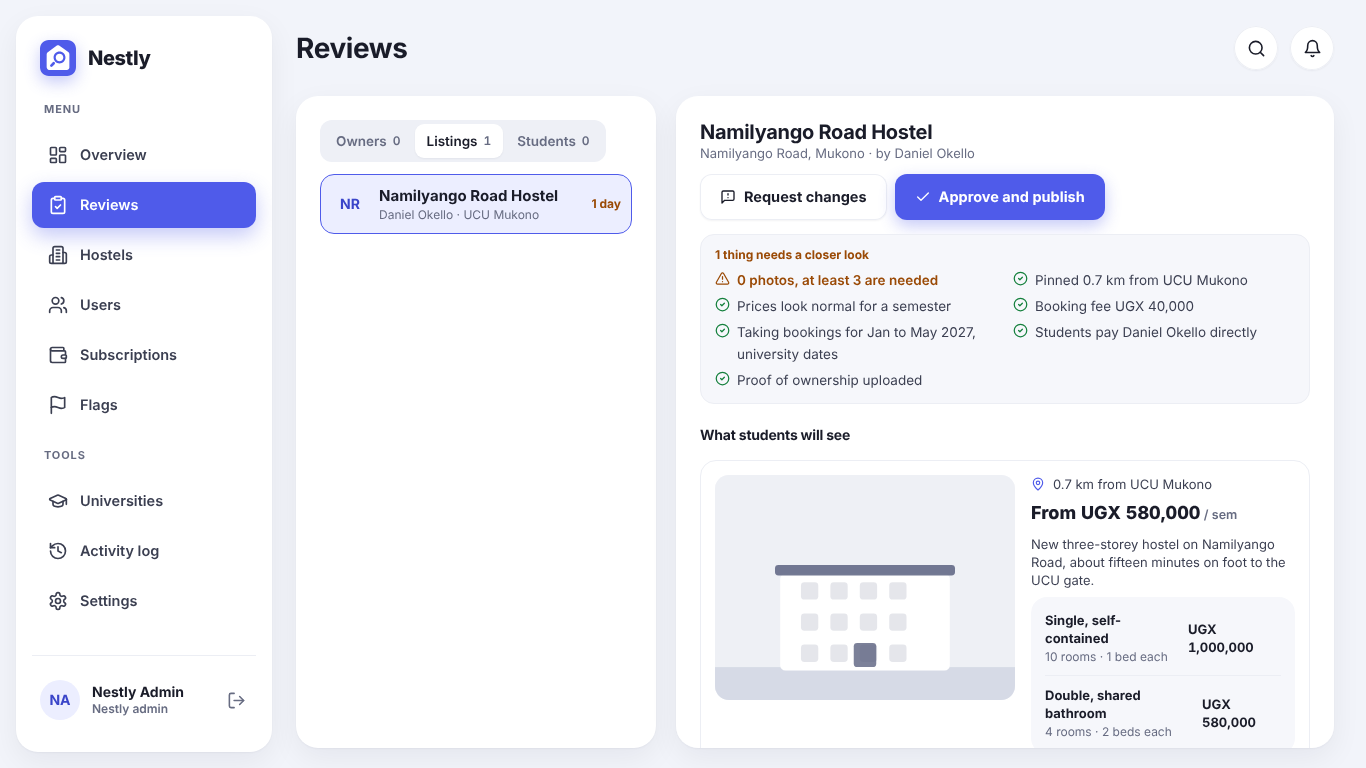 Nestly
MENU
Overview
Reviews
Hostels
Users
Subscriptions
Flags
TOOLS
Universities
Activity log
Settings
NA
Nestly Admin
Nestly admin
Reviews
Owners 0
Listings 1
Students 0
NR
Namilyango Road Hostel
Daniel Okello · UCU Mukono
1 day
Namilyango Road Hostel
Namilyango Road, Mukono · by Daniel Okello
Request changes
Approve and publish
1 thing needs a closer look
0 photos, at least 3 are needed
Pinned 0.7 km from UCU Mukono
Prices look normal for a semester
Booking fee UGX 40,000
Taking bookings for Jan to May 2027,
university dates
Students pay Daniel Okello directly
Proof of ownership uploaded
What students will see
0.7 km from UCU Mukono
From UGX 580,000 / sem
New three-storey hostel on Namilyango
Road, about fifteen minutes on foot to the
UCU gate.
Single, self-
contained
10 rooms · 1 bed each
UGX
1,000,000
Double, shared
bathroom
4 rooms · 2 beds each
UGX
580,000